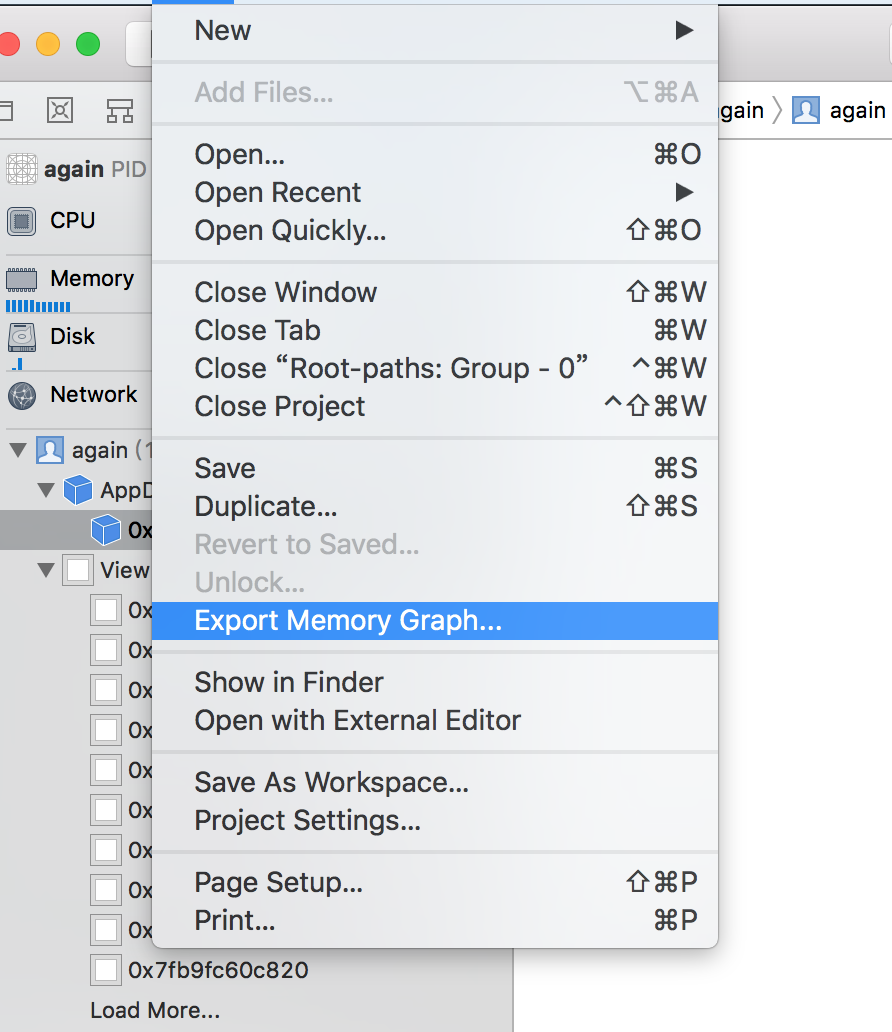 New ▶
Add Files... ⌥⌘A
again
again PID
Open... ⌘O
Open Recent ▶
Open Quickly... ⇧⌘O
CPU
Memory
Disk
Network
Close Window ⇧⌘W
Close Tab ⌘W
Close “Root-paths: Group - 0” ^⌘W
Close Project ^⇧⌘W
again (1
Save ⌘S
Duplicate... ⇧⌘S
Revert to Saved...
Unlock...
Export Memory Graph...
AppD
0x
View
0x
0x
0x
0x
0x
0x
0x
0x
0x
0x7fb9fc60c820
Load More...
Show in Finder
Open with External Editor
Save As Workspace...
Project Settings...
Page Setup... ⇧⌘P
Print... ⌘P